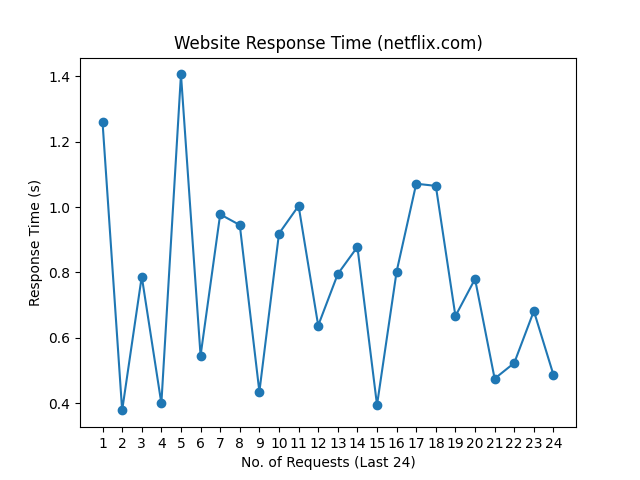 Website Response Time (netflix.com)
Response Time (s)
1.4
1.2
1.0
0.8
0.6
0.4
1 2 3 4 5 6 7 8 9 10 11 12 13 14 15 16 17 18 19 20 21 22 23 24
No. of Requests (Last 24)